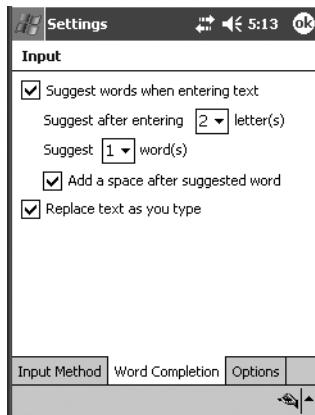 Settings 5:13 ok
Input
Suggest words when entering text
Suggest after entering 2 letter(s)
Suggest 1 word(s)
Add a space after suggested word
Replace text as you type
Input Method Word Completion Options